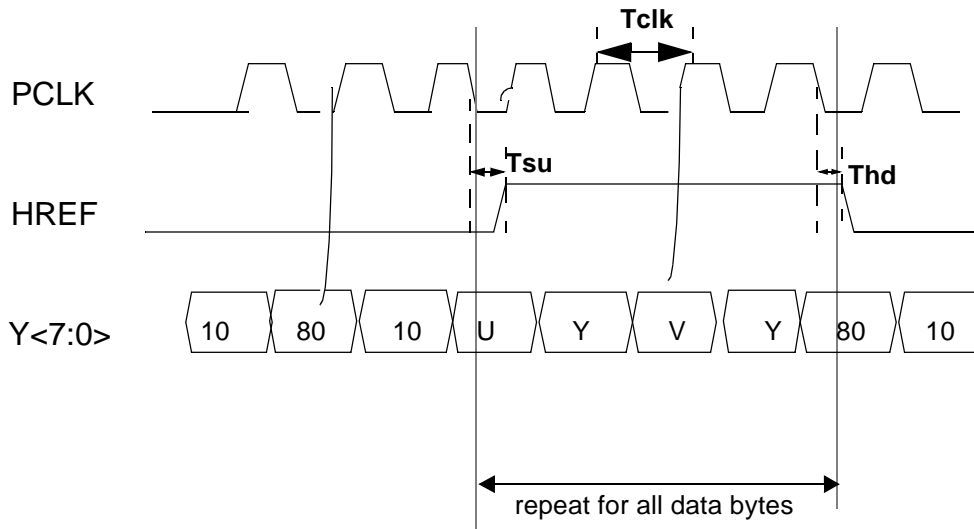 Tclk
PCLK
Tsu
Thd
HREF
Y<7:0> 10 80 10 U Y V Y 80 10
repeat for all data bytes